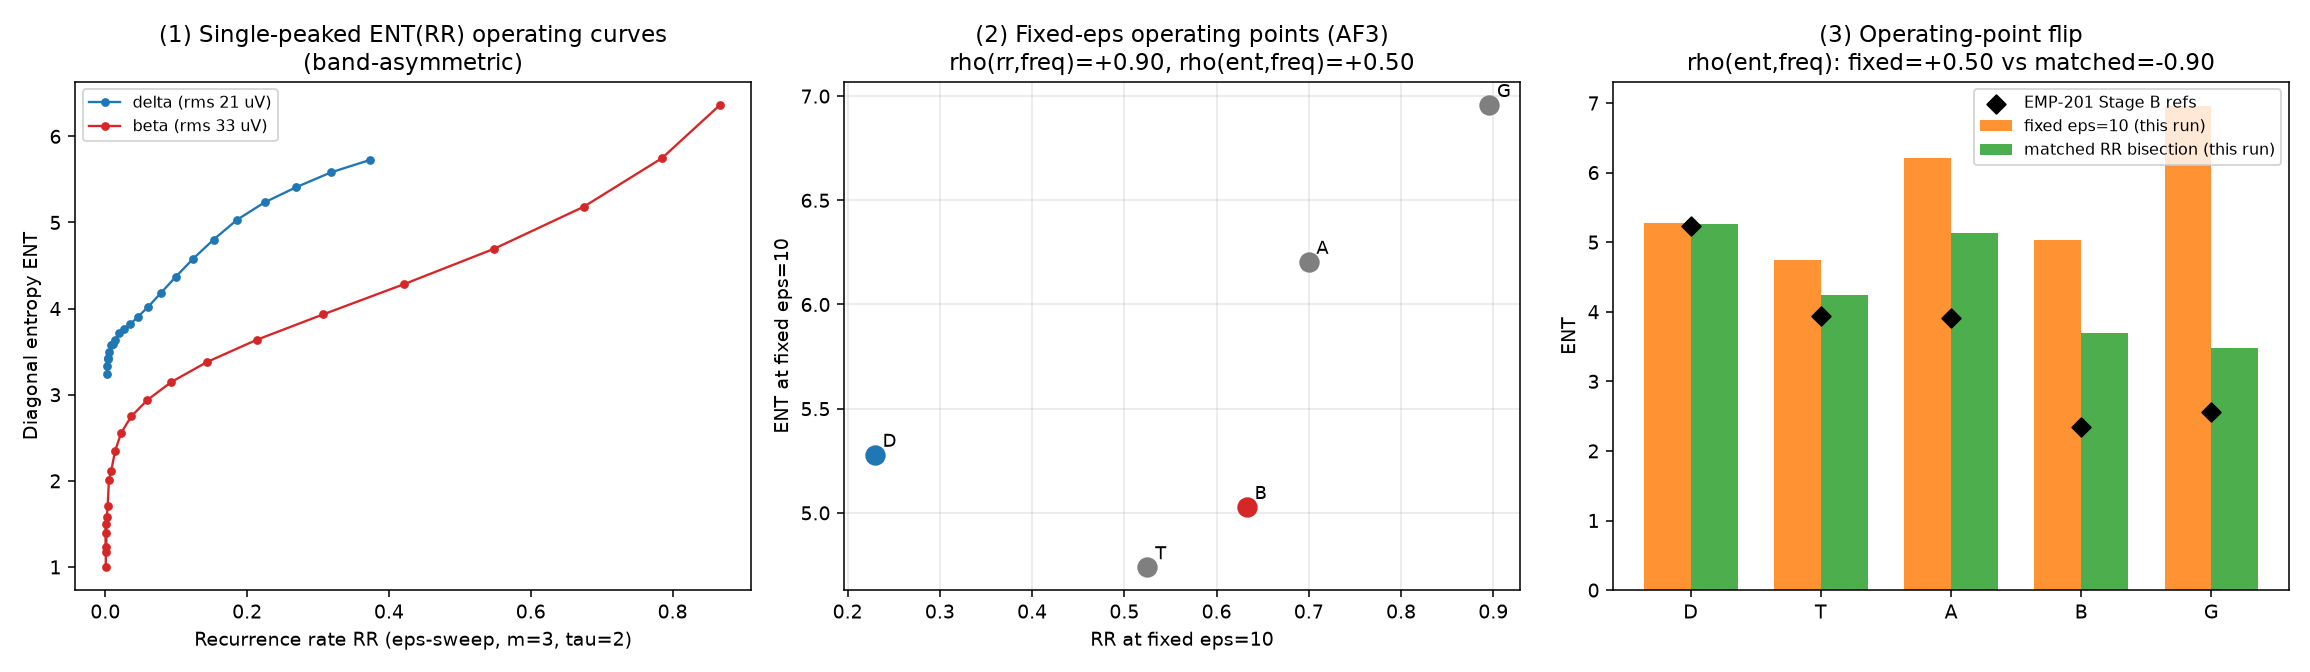 (1) Single-peaked ENT(RR) operating curves
(band-asymmetric)
delta (rms 21 uV)
beta (rms 33 uV)
Diagonal entropy ENT
6
5
4
3
2
1
0.0
0.2
0.4
0.6
0.8
Recurrence rate RR (eps-sweep, m=3, tau=2)
(2) Fixed-eps operating points (AF3)
rho(rr,freq)=+0.90, rho(ent,freq)=+0.50
ENT at fixed eps=10
7.0
6.5
6.0
5.5
5.0
G
A
D
B
T
0.2
0.3
0.4
0.5
0.6
0.7
0.8
0.9
RR at fixed eps=10
(3) Operating-point flip
rho(ent,freq): fixed=+0.50 vs matched=-0.90
EMP-201 Stage B refs
fixed eps=10 (this run)
matched RR bisection (this run)
ENT
7
6
5
4
3
2
1
0
D
T
A
B
G